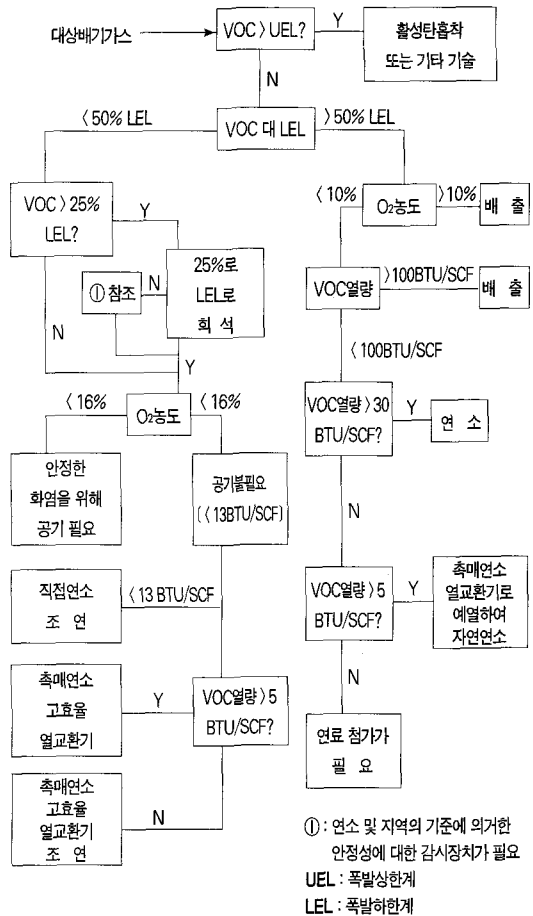 대상배기가스
VOC 〉UEL?
Y
활성탄흡착
또는 기타 기술
N
〈 50% LEL
VOC 대 LEL
〉50% LEL
VOC 〉25%
LEL?
Y
〈 10%
O₂농도
〉10%
배 출
25%로
LEL로
희 석
① 참조
N
VOC열량
〉100BTU/SCF
배 출
N
Y
〈 100BTU/SCF
〈 16%
O₂농도
〈 16%
VOC열량 〉30
BTU/SCF?
Y
연 소
안정한
화염을 위해
공기 필요
공기불필요
(〈 13BTU/SCF)
N
직접연소
조 연
〈 13 BTU/SCF
VOC열량 〉5
BTU/SCF?
Y
촉매연소
열교환기로
예열하여
자연연소
촉매연소
고효율
열교환기
Y
VOC열량 〉5
BTU/SCF?
N
연료 첨가가
필 요
촉매연소
고효율
열교환기
조 연
N
① : 연소 및 지역의 기준에 의거한
안정성에 대한 감시장치가 필요
UEL : 폭발상한계
LEL : 폭발하한계